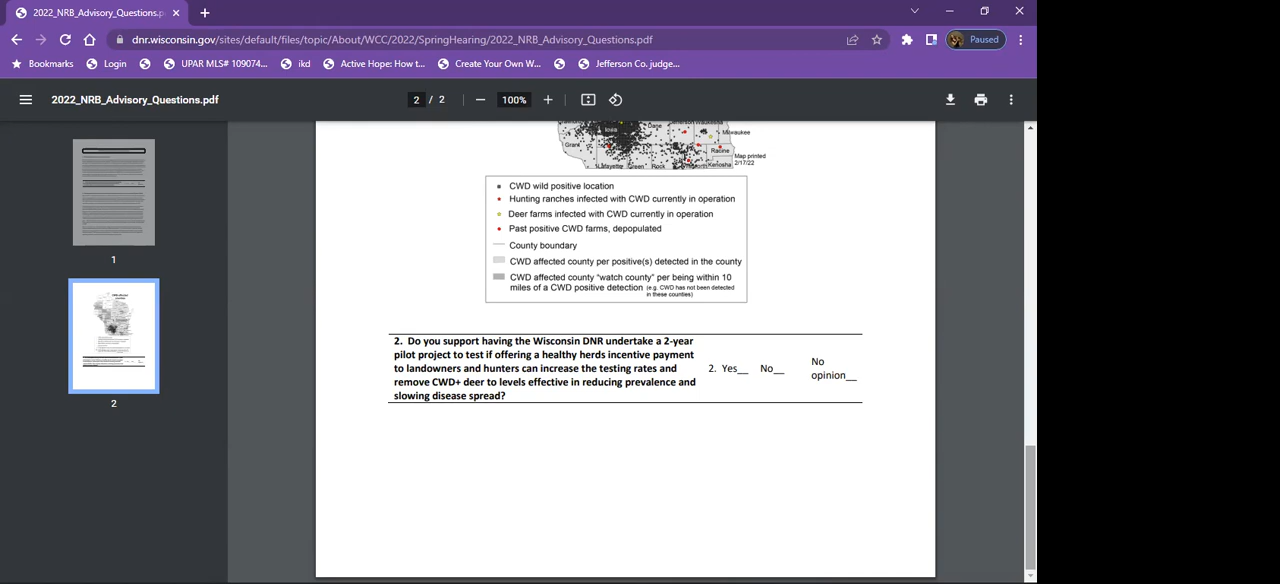 2022_NRB_Advisory_Questions.p
dnr.wisconsin.gov/sites/default/files/topic/About/WCC/2022/SpringHearing/2022_NRB_Advisory_Questions.pdf
Paused
Bookmarks Login UPAR MLS# 109074... ikd Active Hope: How t... Create Your Own W... Jefferson Co. judge...
2022_NRB_Advisory_Questions.pdf 2 / 2 100%
Iowa Dane Jefferson Waukesha Milwaukee
Grant Racine
Lafayette Green Rock Walworth Kenosha
Map printed
2/17/22
CWD wild positive location
Hunting ranches infected with CWD currently in operation
Deer farms infected with CWD currently in operation
Past positive CWD farms, depopulated
County boundary
CWD affected county per positive(s) detected in the county
CWD affected county “watch county” per being within 10
miles of a CWD positive detection (e.g. CWD has not been detected
in these counties)
2. Do you support having the Wisconsin DNR undertake a 2-year
pilot project to test if offering a healthy herds incentive payment
to landowners and hunters can increase the testing rates and
remove CWD+ deer to levels effective in reducing prevalence and
slowing disease spread?
2. Yes__ No__
No
opinion__
1
2